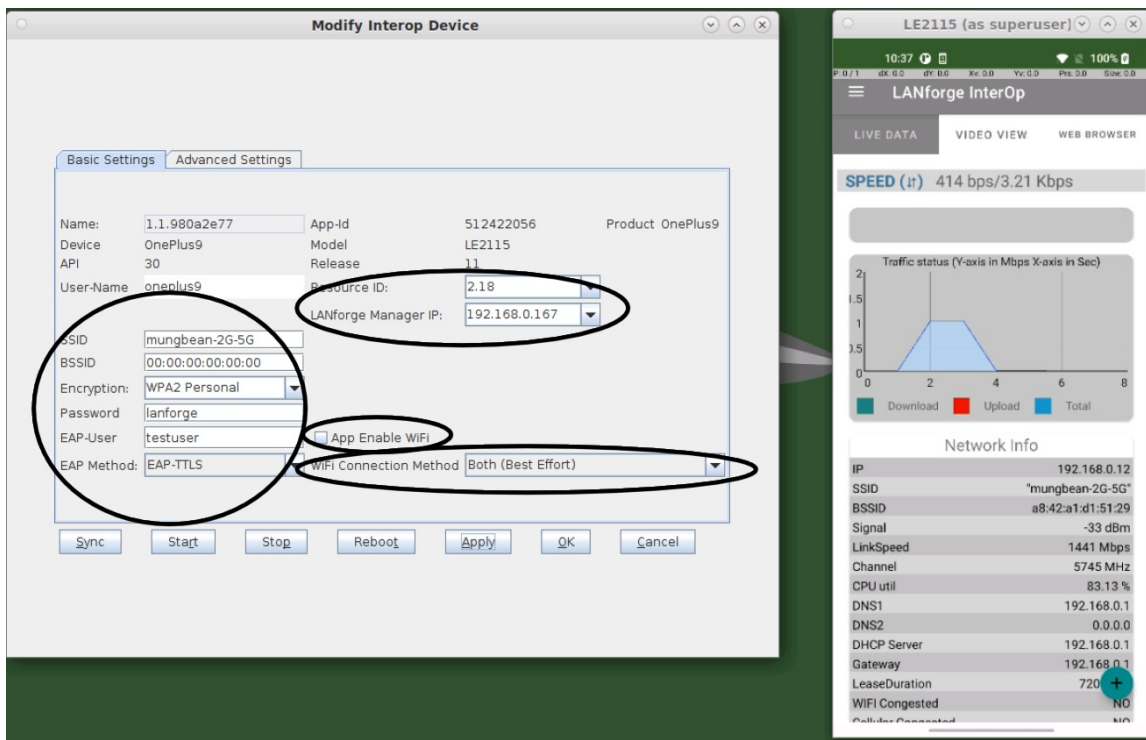 Modify Interop Device
Basic Settings Advanced Settings
Name: 1.1.980a2e77 App-Id 512422056 Product OnePlus9
Device OnePlus9 Model LE2115
API 30 Release 11
User-Name oneplus9 Resource ID: 2.18
LANforge Manager IP: 192.168.0.167
SSID mungbean-2G-5G
BSSID 00:00:00:00:00:00
Encryption: WPA2 Personal
Password lanforge
EAP-User testuser App Enable WiFi
EAP Method: EAP-TTLS WiFi Connection Method Both (Best Effort)
Sync Start Stop Reboot Apply OK Cancel
LE2115 (as superuser)
10:37 100%
P: 0 / 1 dX: 0.0 dY: 0.0 Xv: 0.0 Yv: 0.0 Prs: 0.0 Size: 0.0
LANforge InterOp
LIVE DATA VIDEO VIEW WEB BROWSER
SPEED (↓↑) 414 bps/3.21 Kbps
Traffic status (Y-axis in Mbps X-axis in Sec)
2
1.5
1
0.5
0
0 2 4 6 8
Download Upload Total
Network Info
IP 192.168.0.12
SSID "mungbean-2G-5G"
BSSID a8:42:a1:d1:51:29
Signal -33 dBm
LinkSpeed 1441 Mbps
Channel 5745 MHz
CPU util 83.13 %
DNS1 192.168.0.1
DNS2 0.0.0.0
DHCP Server 192.168.0.1
Gateway 192.168.0.1
LeaseDuration 720
+
WIFI Congested NO
Cellular Congested NO